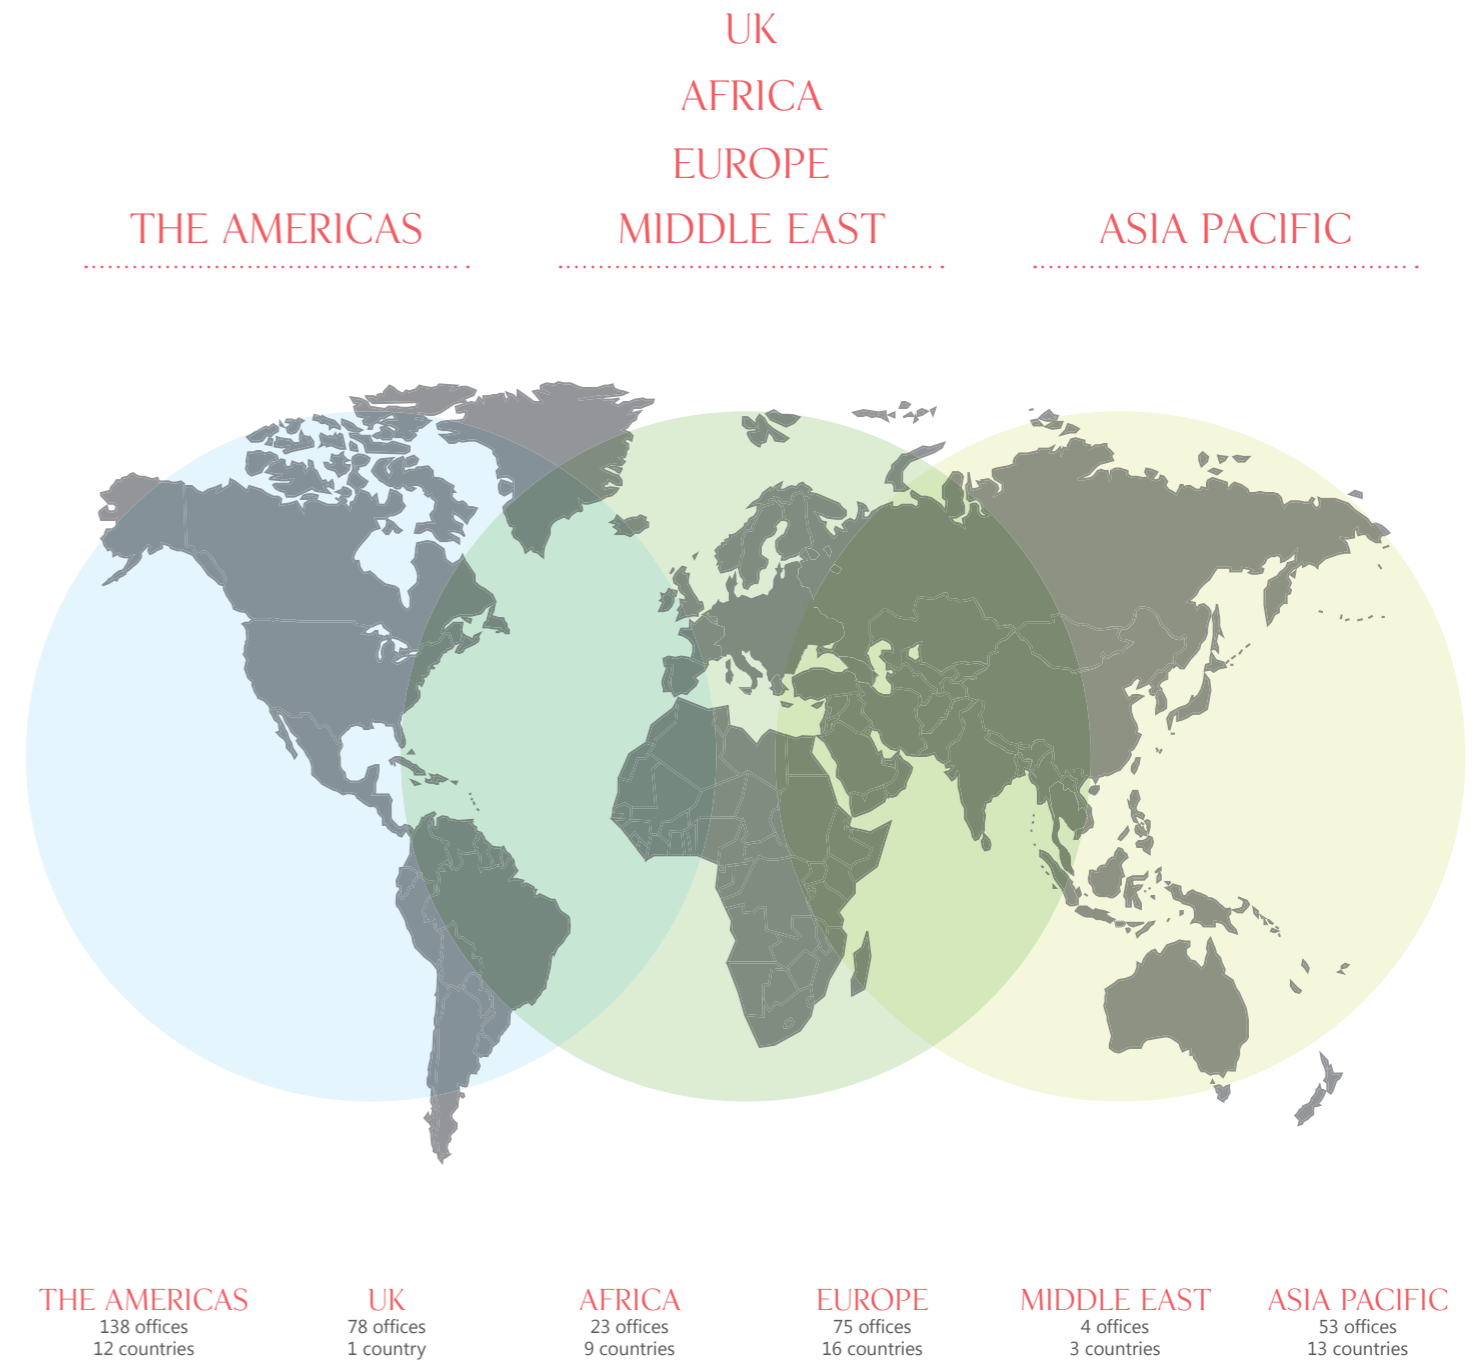 UK
AFRICA
EUROPE
THE AMERICAS
MIDDLE EAST
ASIA PACIFIC
THE AMERICAS
138 offices
12 countries
UK
78 offices
1 country
AFRICA
23 offices
9 countries
EUROPE
75 offices
16 countries
MIDDLE EAST
4 offices
3 countries
ASIA PACIFIC
53 offices
13 countries